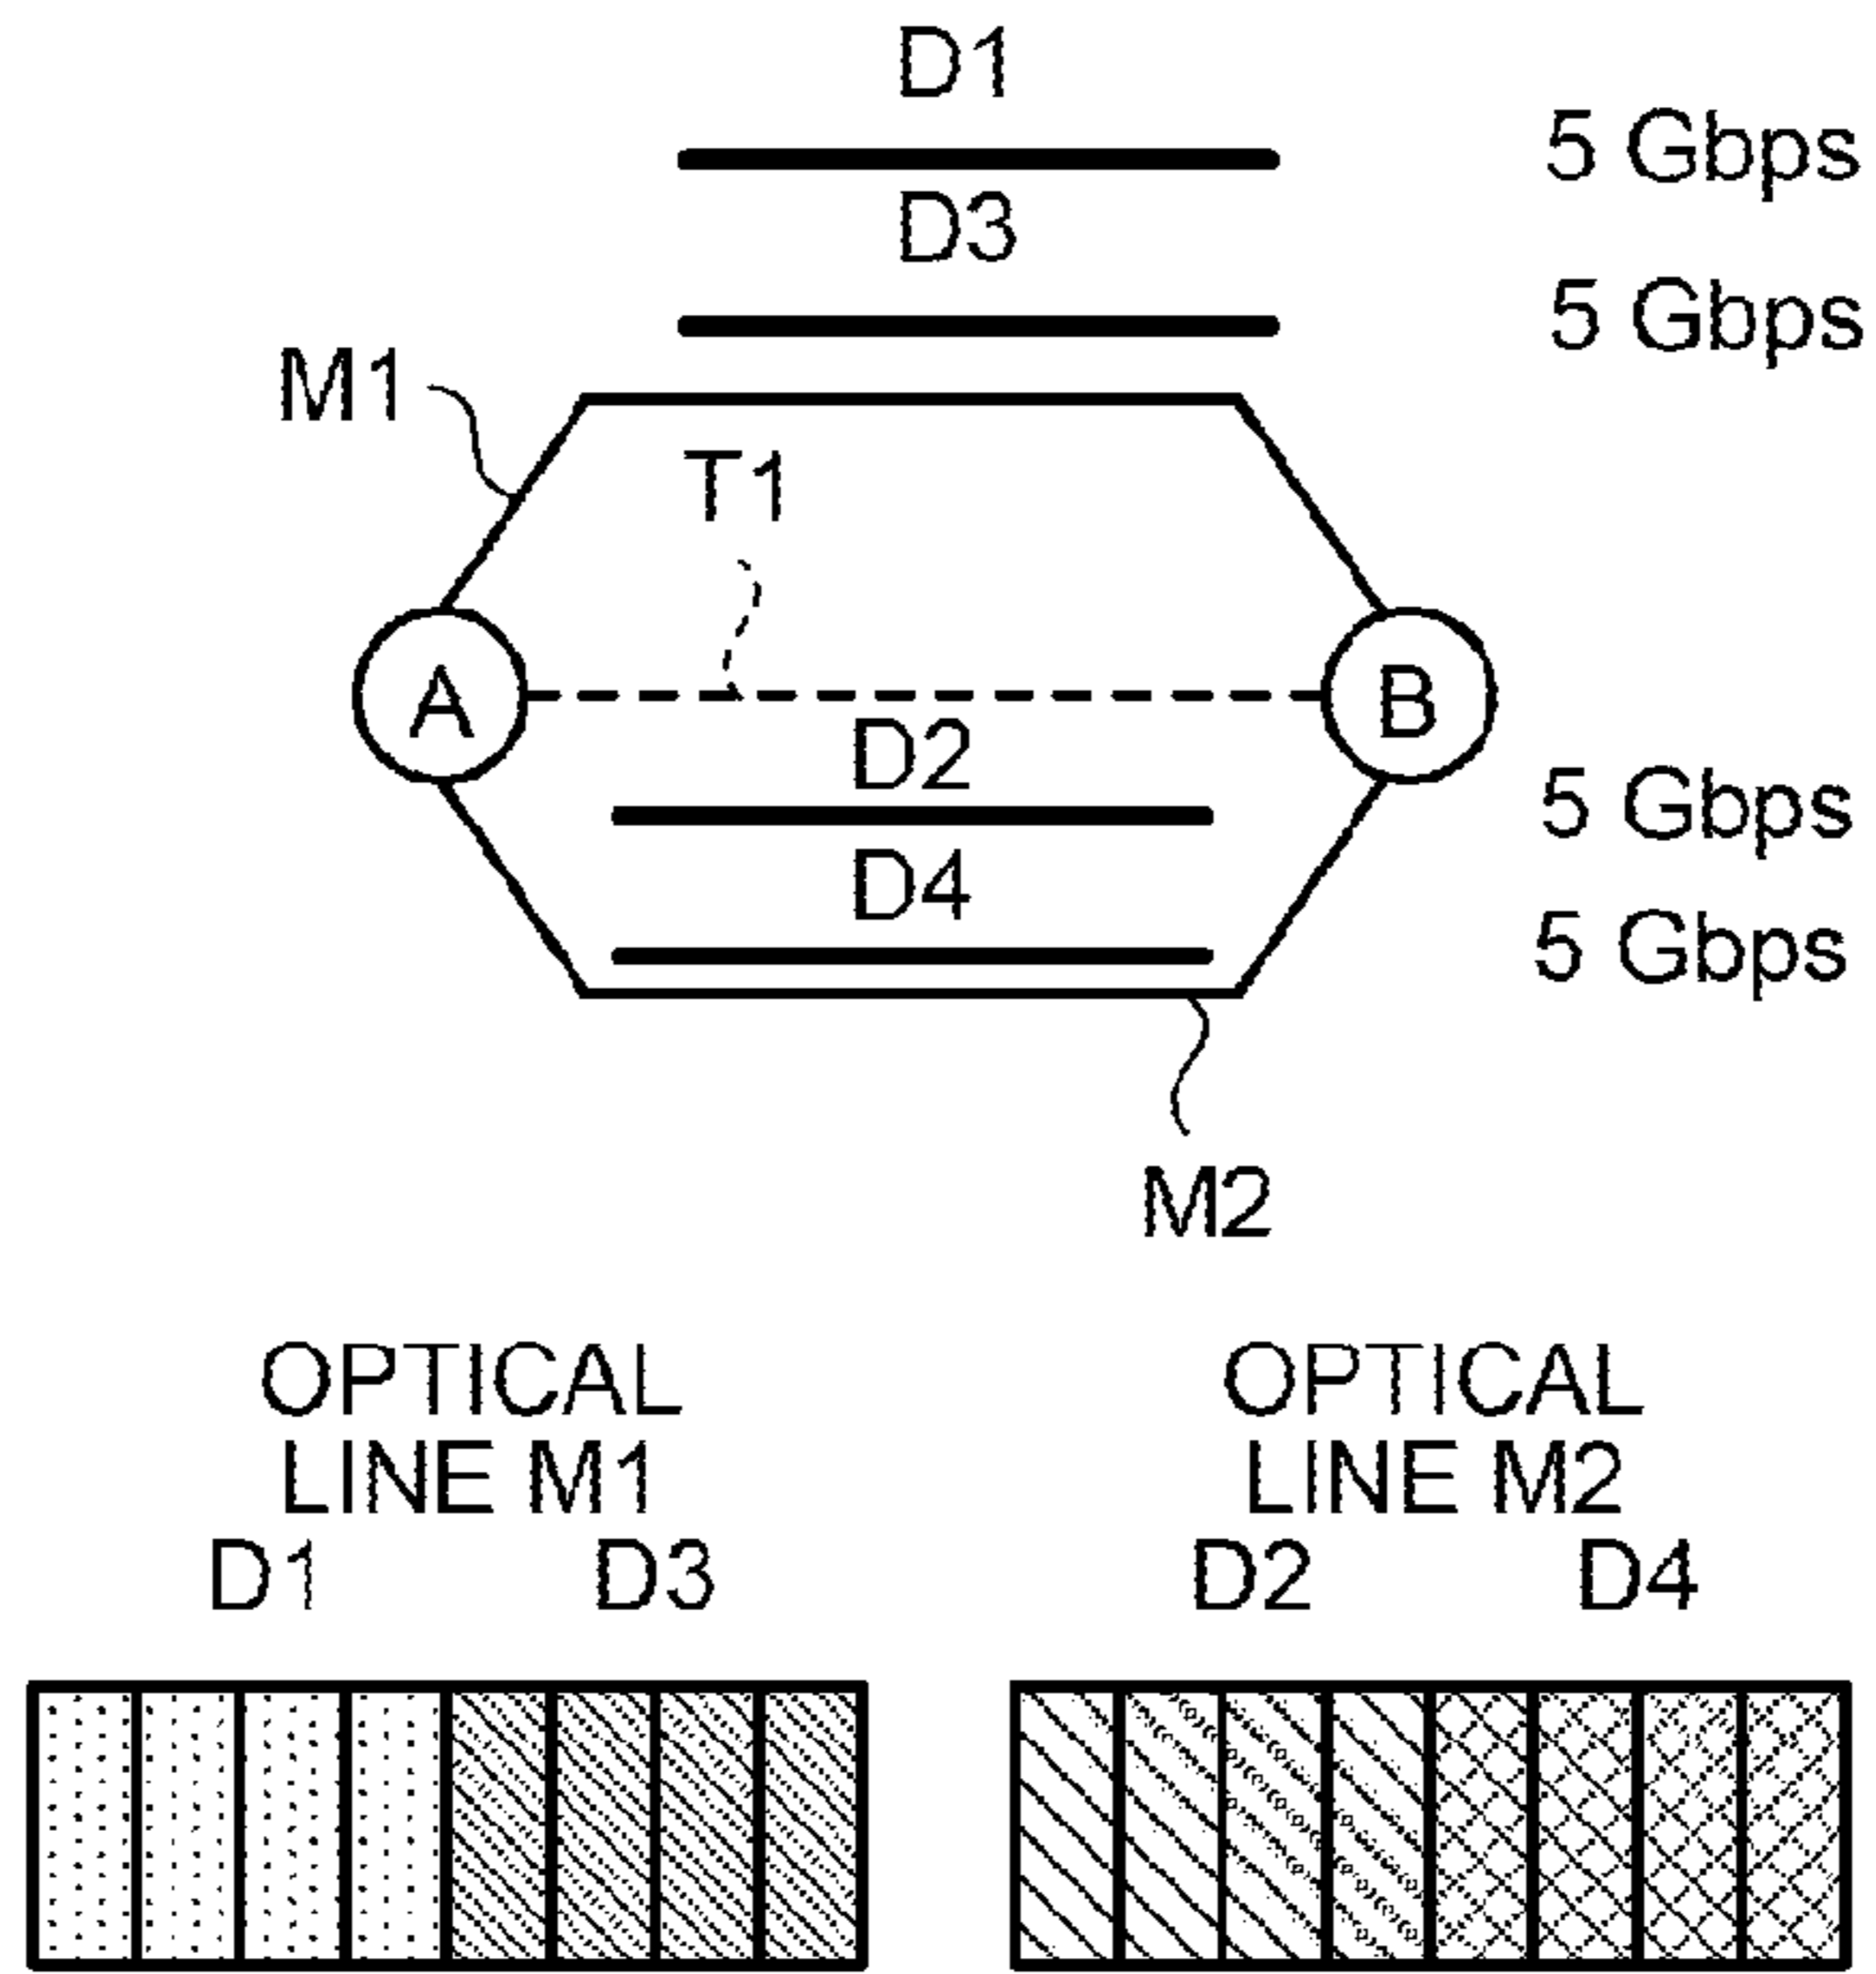 D1
5 Gbps
D3
5 Gbps
M1
T1
A
B
D2
5 Gbps
D4
5 Gbps
M2
OPTICAL
LINE M1
D1 D3
OPTICAL
LINE M2
D2 D4